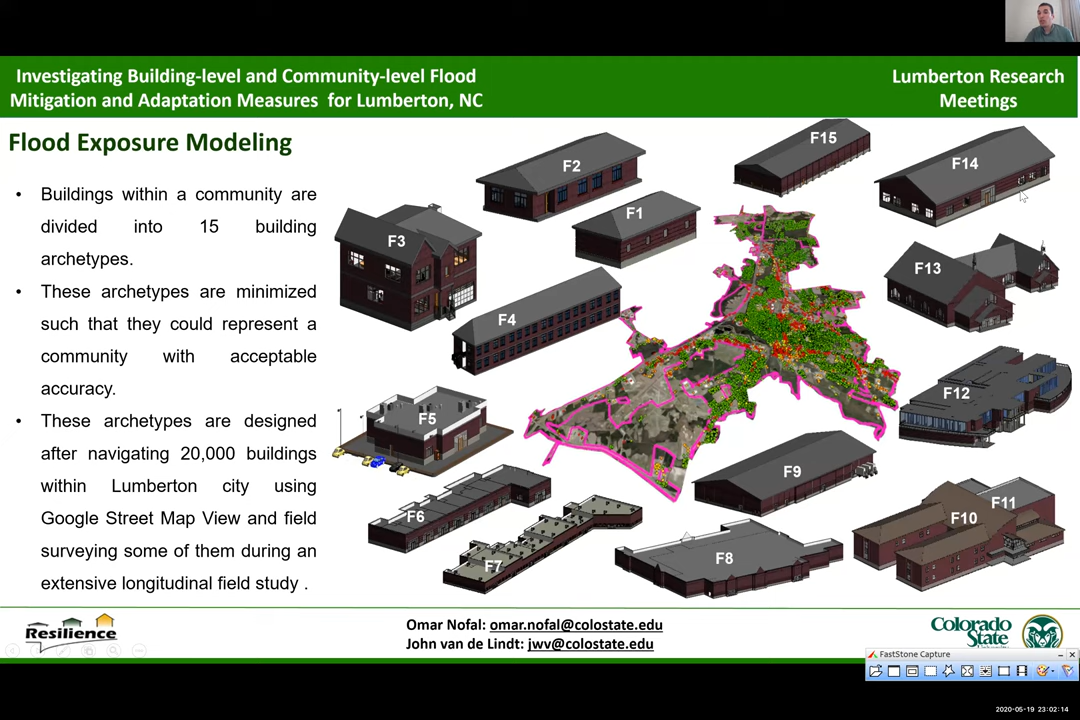 Investigating Building-level and Community-level Flood
Mitigation and Adaptation Measures for Lumberton, NC
Lumberton Research
Meetings
Flood Exposure Modeling
• Buildings within a community are
divided into 15 building
archetypes.
• These archetypes are minimized
such that they could represent a
community with acceptable
accuracy.
• These archetypes are designed
after navigating 20,000 buildings
within Lumberton city using
Google Street Map View and field
surveying some of them during an
extensive longitudinal field study .
F15
F2
F14
F1
F3
F13
F4
F12
F5
F9
F11
F6
F10
F8
F7
Resilience
Omar Nofal: omar.nofal@colostate.edu
John van de Lindt: jwv@colostate.edu
Colorado
State
FastStone Capture
2020-05-19 23:02:14